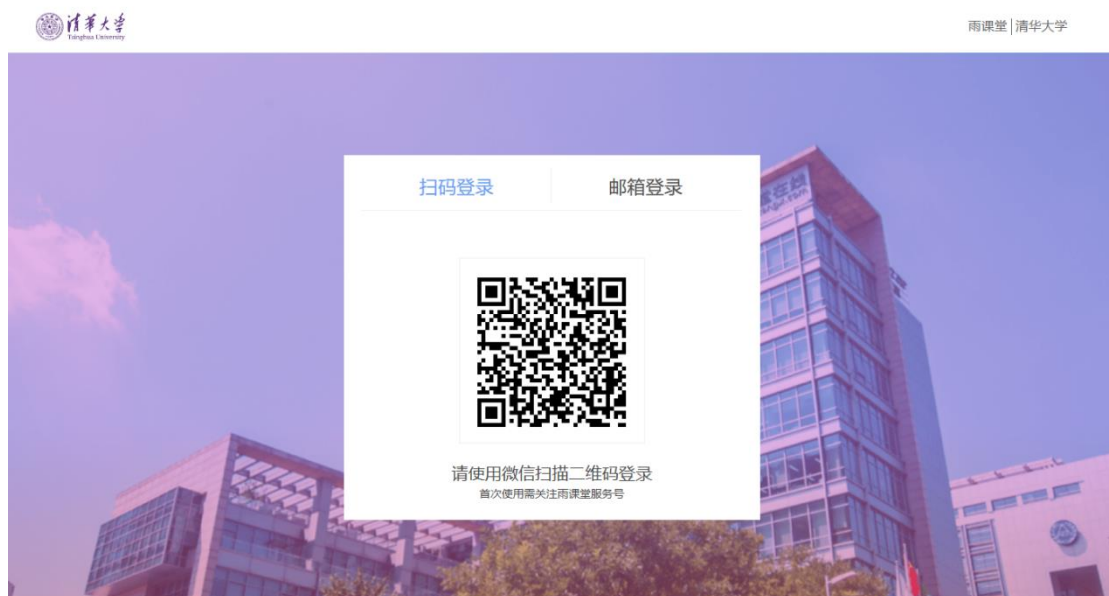 清华大学
Tsinghua University
雨课堂 | 清华大学
扫码登录
邮箱登录
请使用微信扫描二维码登录
首次使用需关注雨课堂服务号